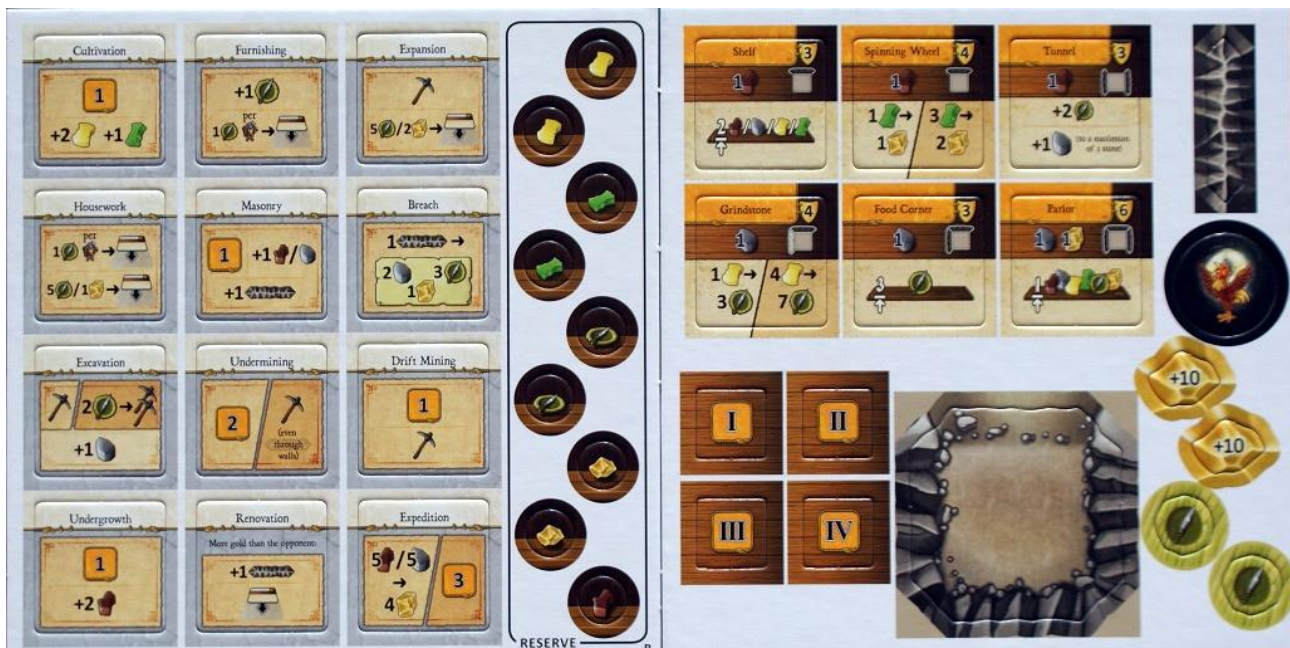 Cultivation
1
+2 +1
Furnishing
+1
per
1 →
Expansion
5 /2 →
Housework
per
1 →
5 /1 →
Masonry
1 +1 /
+1
Breach
1 →
2 3
1
Excavation
2 →
+1
Undermining
2
(even
through
walls)
Drift Mining
1
Undergrowth
1
+2
Renovation
More gold than the opponent:
+1
Expedition
5 /5
→
4
3
RESERVE
Shelf 3
1
2 / / /
Spinning Wheel 4
1
1 → 3 →
1 2
Tunnel 3
1
+2
+1 (to a maximum
of 3 stone)
Grindstone 4
1
1 → 4 →
3 7
Food Corner 3
1
3
Parlor 6
1 1
1
I
II
III
IV
+10
+10